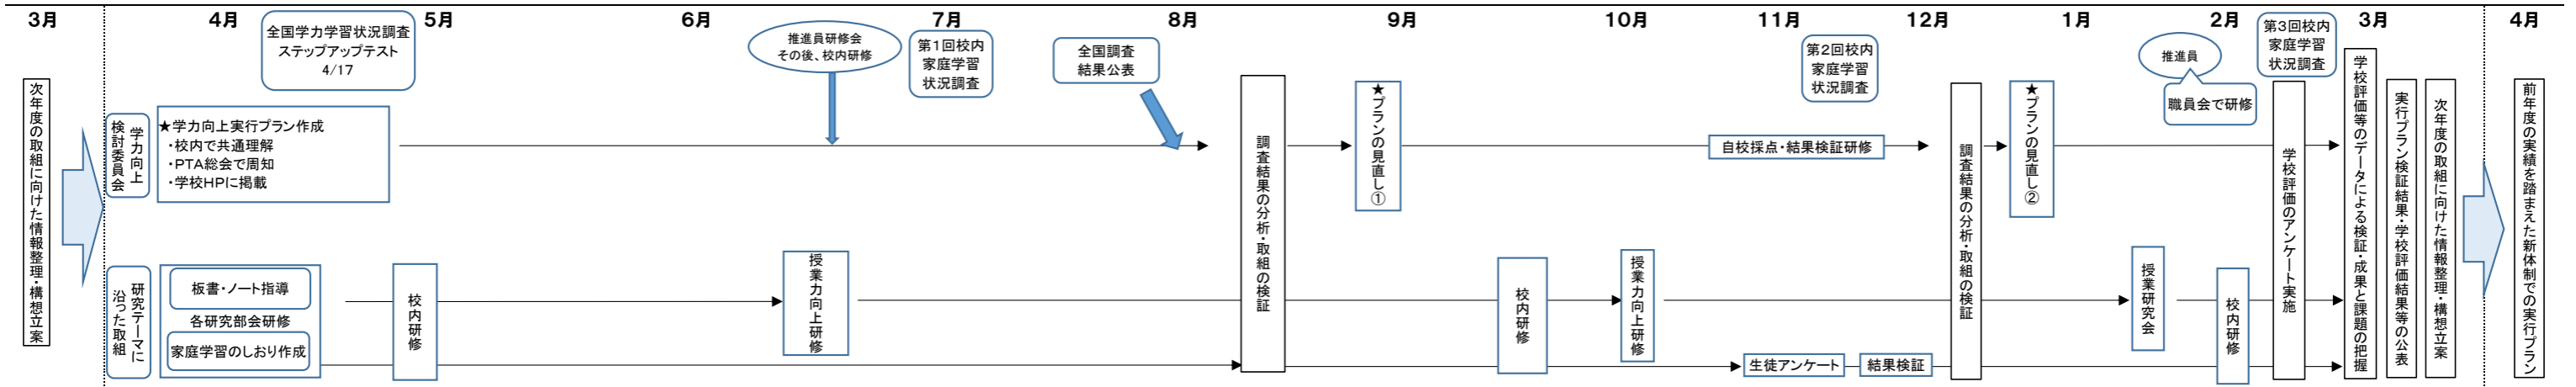 3月
4月
5月
6月
7月
8月
9月
10月
11月
12月
1月
2月
3月
4月
次年度の取組に向けた情報整理・構想立案
全国学力学習状況調査
ステップアップテスト
4/17
推進員研修会
その後、校内研修
第1回校内
家庭学習
状況調査
全国調査
結果公表
第2回校内
家庭学習
状況調査
推進員
職員会で研修
第3回校内
家庭学習
状況調査
学力向上
検討委員会
★学力向上実行プラン作成
・校内で共通理解
・PTA総会で周知
・学校HPに掲載
調査結果の分析・取組の検証
★プランの見直し①
自校採点・結果検証研修
調査結果の分析・取組の検証
★プランの見直し②
学校評価のアンケート実施
学校評価等のデータによる検証・成果と課題の把握
実行プラン検証結果・学校評価結果等の公表
次年度の取組に向けた情報整理・構想立案
前年度の実績を踏まえた新体制での実行プラン
研究テーマに
沿った取組
板書・ノート指導
各研究部会研修
家庭学習のしおり作成
校内研修
授業力向上研修
校内研修
授業力向上研修
生徒アンケート
結果検証
授業研究会
校内研修